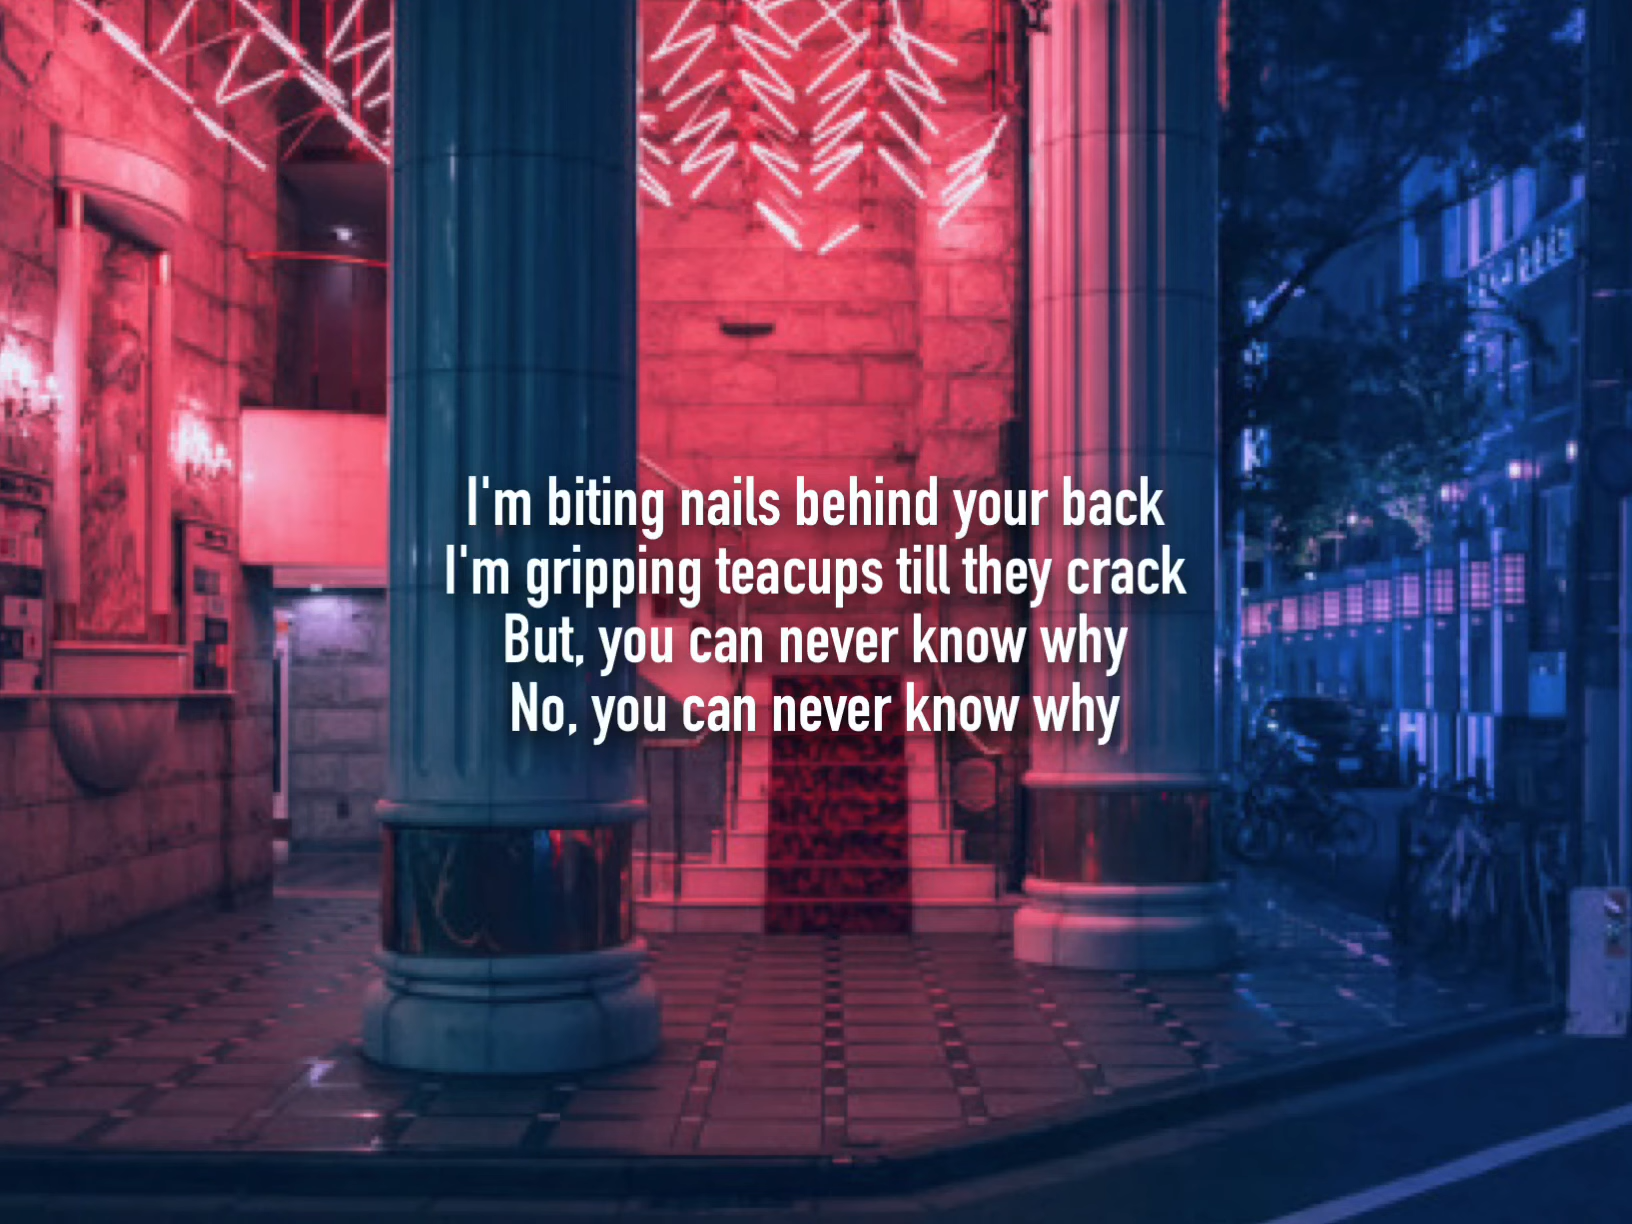 I'm biting nails behind your back
I'm gripping teacups till they crack
But, you can never know why
No, you can never know why